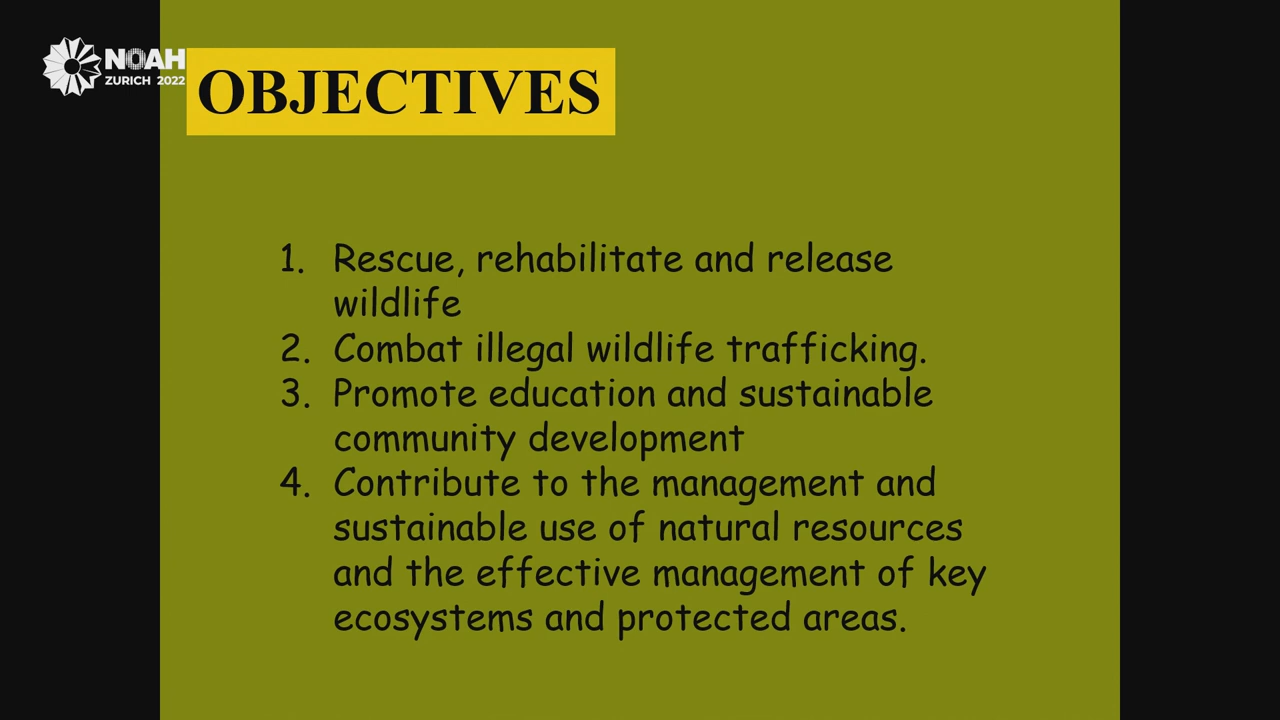 NOAH
ZURICH 2022
OBJECTIVES
1. Rescue, rehabilitate and release
wildlife
2. Combat illegal wildlife trafficking.
3. Promote education and sustainable
community development
4. Contribute to the management and
sustainable use of natural resources
and the effective management of key
ecosystems and protected areas.